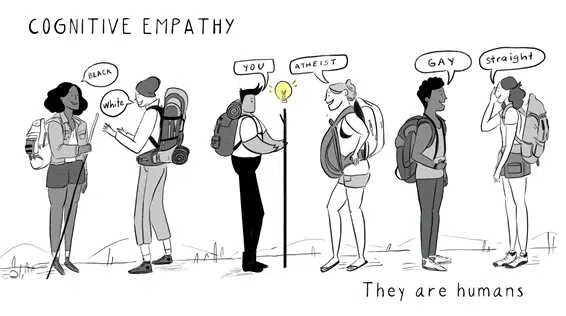 COGNITIVE EMPATHY
BLACK
white
YOU
ATHEIST
GAY
straight
They are humans